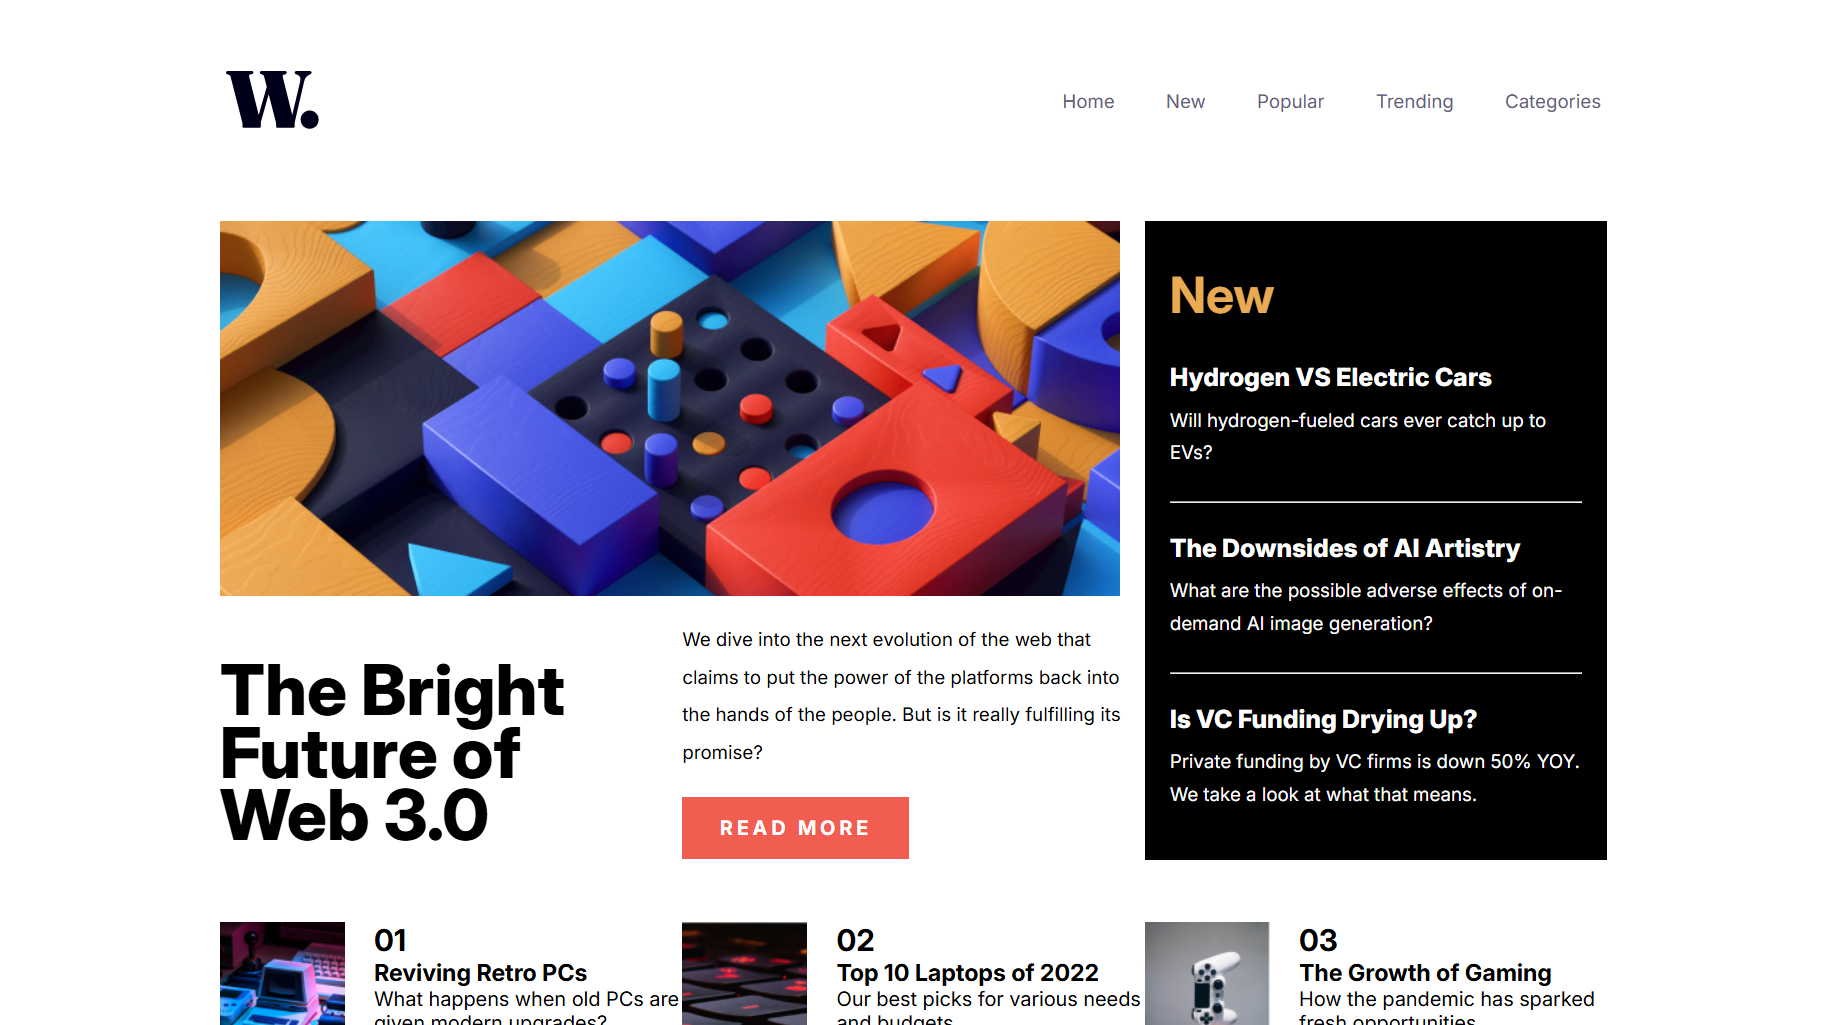 W.
Home
New
Popular
Trending
Categories
New
Hydrogen VS Electric Cars
Will hydrogen-fueled cars ever catch up to
EVs?
The Downsides of AI Artistry
What are the possible adverse effects of on-
demand AI image generation?
Is VC Funding Drying Up?
Private funding by VC firms is down 50% YOY.
We take a look at what that means.
The Bright
Future of
Web 3.0
We dive into the next evolution of the web that
claims to put the power of the platforms back into
the hands of the people. But is it really fulfilling its
promise?
READ MORE
01
Reviving Retro PCs
What happens when old PCs are
given modern upgrades?
02
Top 10 Laptops of 2022
Our best picks for various needs
and budgets.
03
The Growth of Gaming
How the pandemic has sparked
fresh opportunities.